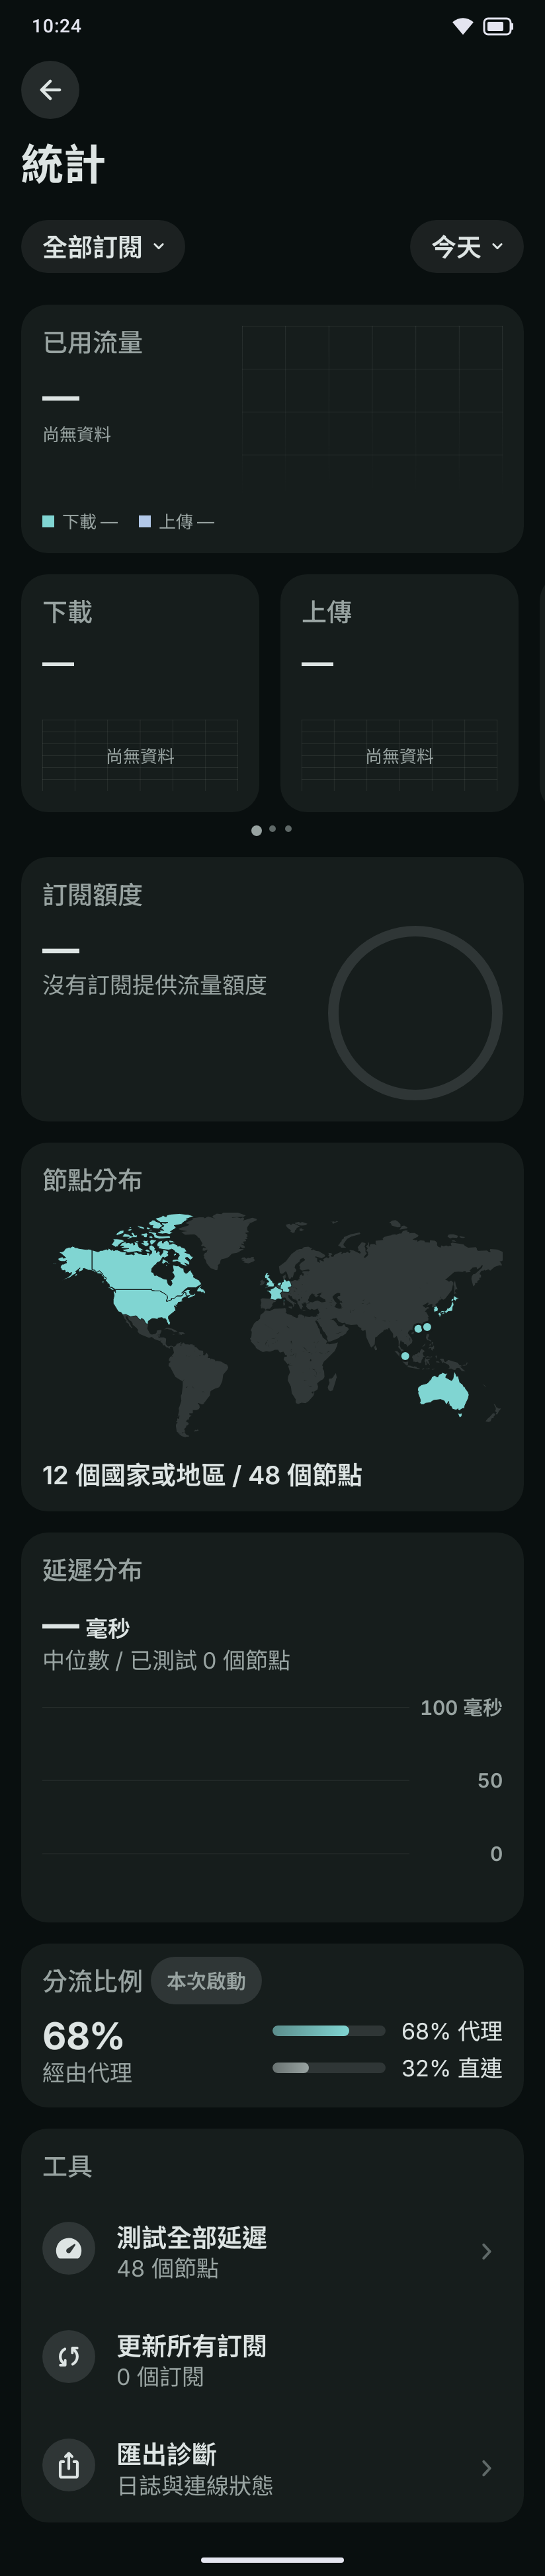 10:24
統計
全部訂閱
今天
已用流量
—
尚無資料
下載 —
上傳 —
下載
—
尚無資料
上傳
—
尚無資料
訂閱額度
—
沒有訂閱提供流量額度
節點分布
12 個國家或地區 / 48 個節點
延遲分布
— 毫秒
中位數 / 已測試 0 個節點
100 毫秒
50
0
分流比例
本次啟動
68%
經由代理
68% 代理
32% 直連
工具
測試全部延遲
48 個節點
更新所有訂閱
0 個訂閱
匯出診斷
日誌與連線狀態